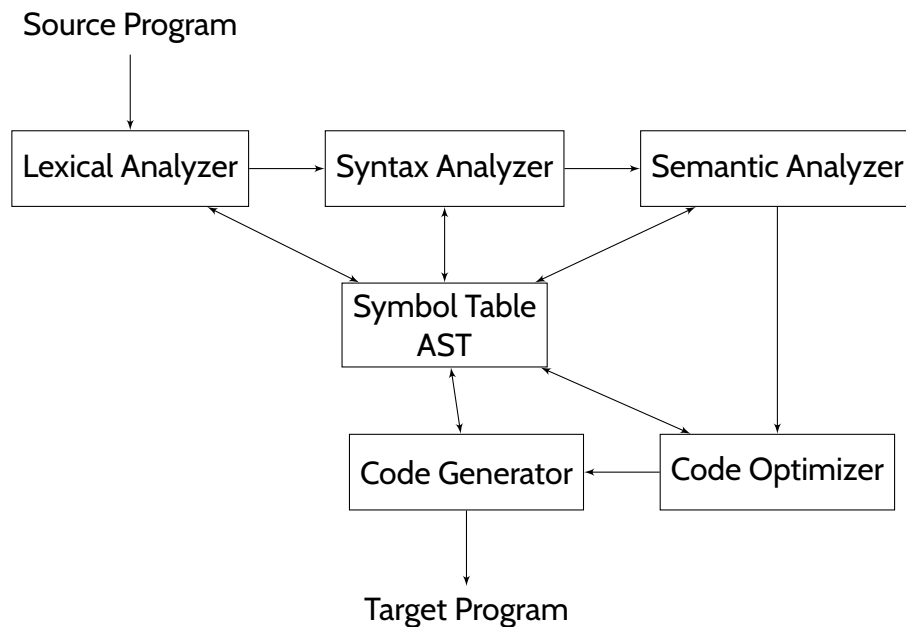 Source Program
Lexical Analyzer
Syntax Analyzer
Semantic Analyzer
Symbol Table
AST
Code Generator
Code Optimizer
Target Program